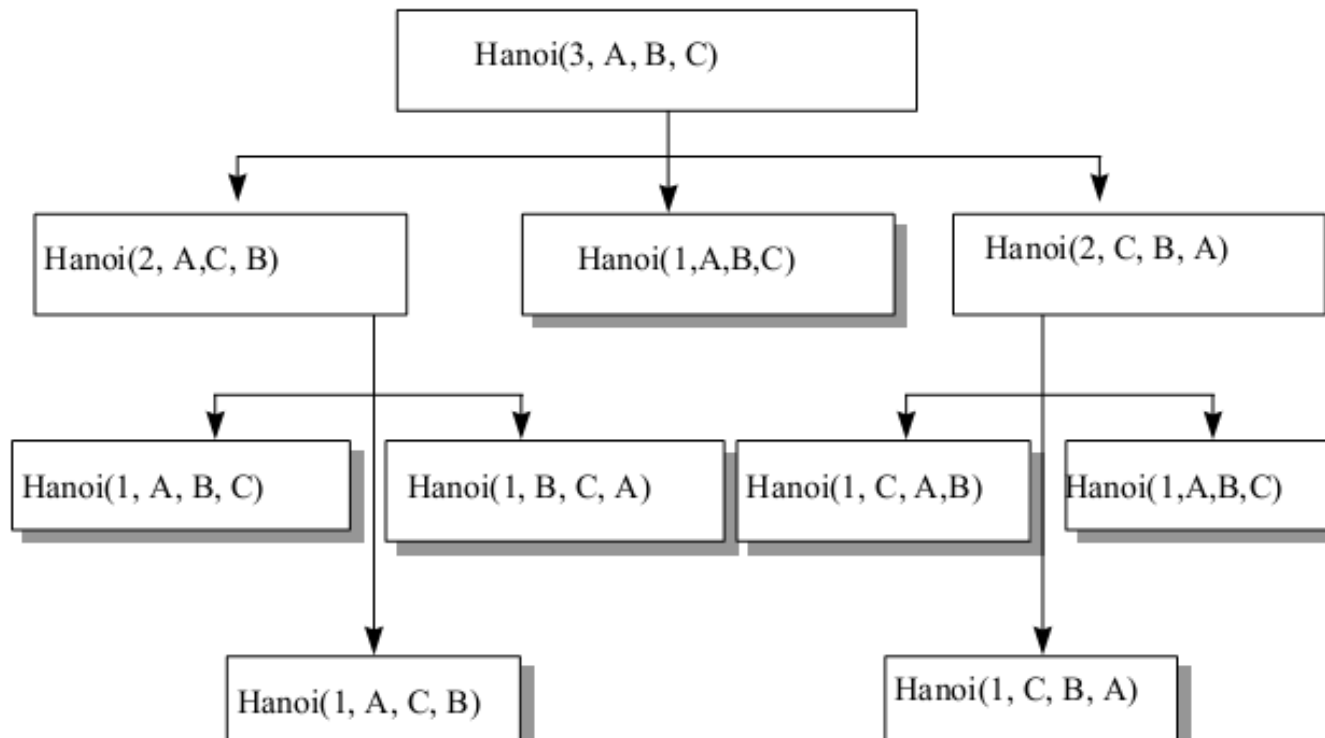 Hanoi(3, A, B, C)
Hanoi(2, A,C, B)
Hanoi(1,A,B,C)
Hanoi(2, C, B, A)
Hanoi(1, A, B, C)
Hanoi(1, B, C, A)
Hanoi(1, C, A,B)
Hanoi(1,A,B,C)
Hanoi(1, A, C, B)
Hanoi(1, C, B, A)